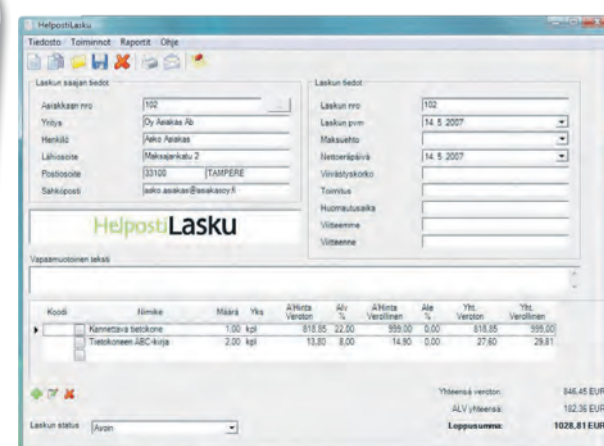 HelpostiLasku
Tiedosto Toiminnot Raportit Ohje
Laskun saajan tiedot
Asiakkaan nro 102
Yritys Oy Asiakas Ab
Henkilö Asko Asiakas
Lähiosoite Maksajankatu 2
Postiosoite 33100 TAMPERE
Sähköposti asko.asiakas@asiakasoy.fi
Laskun tiedot
Laskun nro 102
Laskun pvm 14. 5. 2007
Maksuehto
Nettoeräpäivä 14. 5. 2007
Viivästyskorko
Toimitus
Huomautusaika
Viitteemme
Viitteenne
HelpostiLasku
Vapaamuotoinen teksti
Koodi Nimike Määrä Yks A'Hinta Veroton Alv % A'Hinta Verollinen Ale % Yht. Veroton Yht. Verollinen
Kannettava tietokone 1,00 kpl 818,85 22,00 999,00 0,00 818,85 999,00
Tietokoneen ABC-kirja 2,00 kpl 13,80 8,00 14,90 0,00 27,60 29,81
Yhteensä veroton: 846,45 EUR
ALV yhteensä: 182,36 EUR
Loppusumma: 1028,81 EUR
Laskun status Avoin